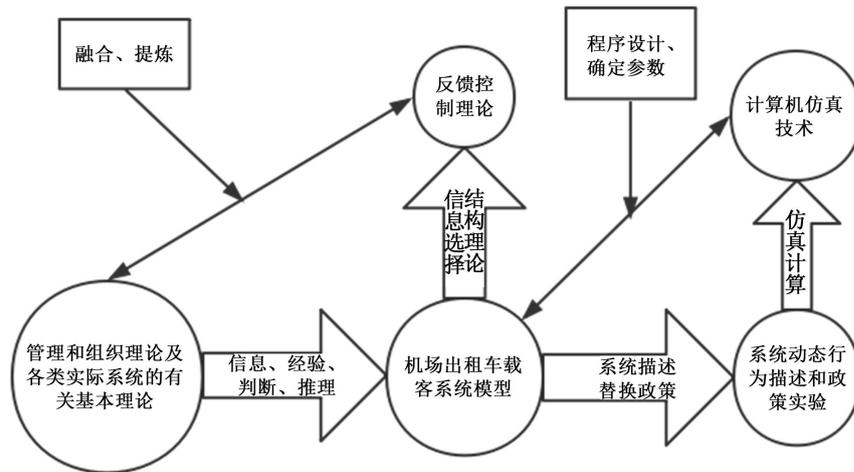 融合、提炼
反馈控
制理论
程序设计、
确定参数
计算机仿真
技术
信息选择
结构理论
仿真计算
管理和组织理论及
各类实际系统的有
关基本理论
信息、经验、
判断、推理
机场出租车载
客系统模型
系统描述
替换政策
系统动态行
为描述和政
策实验